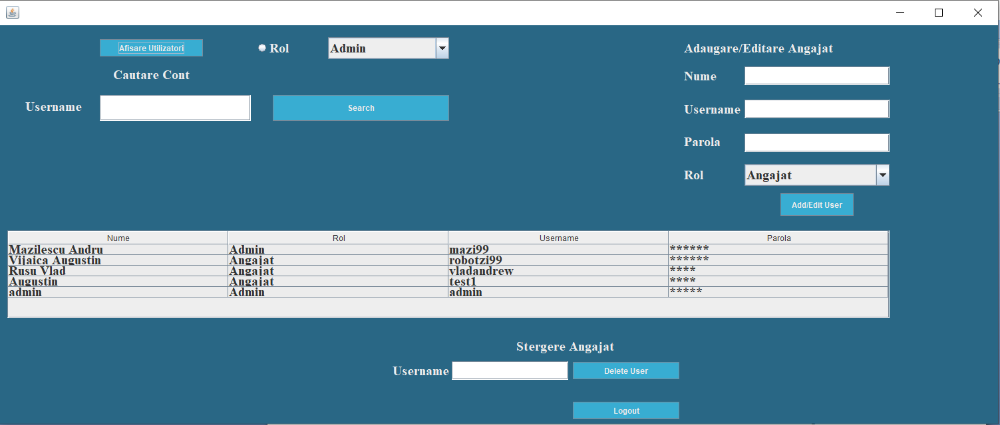 Afisare Utilizatori Rol Admin
Cautare Cont
Username Search
Adaugare/Editare Angajat
Nume
Username
Parola
Rol Angajat
Add/Edit User
Nume Rol Username Parola
Mazilescu Andru Admin mazi99 ******
Vijaica Augustin Angajat robotzi99 ******
Rusu Vlad Angajat vladandrew ****
Augustin Angajat test1 ****
admin Admin admin *****
Stergere Angajat
Username Delete User
Logout